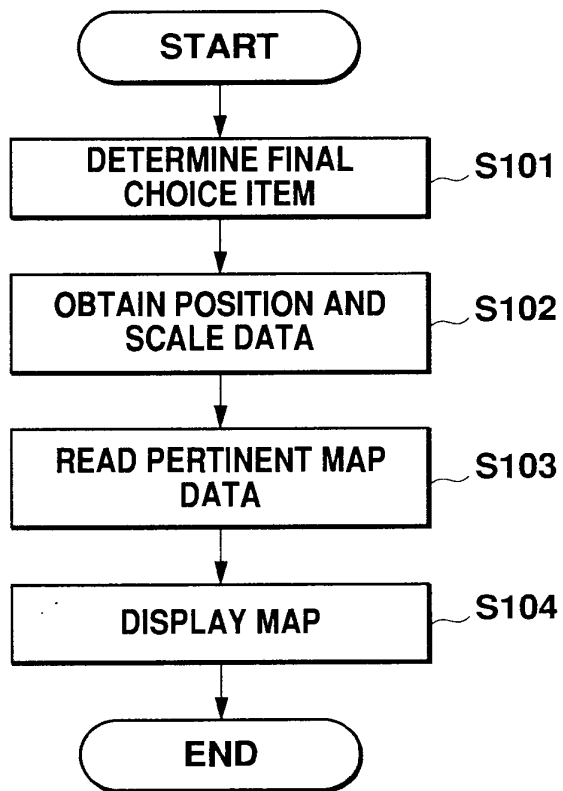 START
DETERMINE FINAL
CHOICE ITEM
S101
OBTAIN POSITION AND
SCALE DATA
S102
READ PERTINENT MAP
DATA
S103
DISPLAY MAP
S104
END